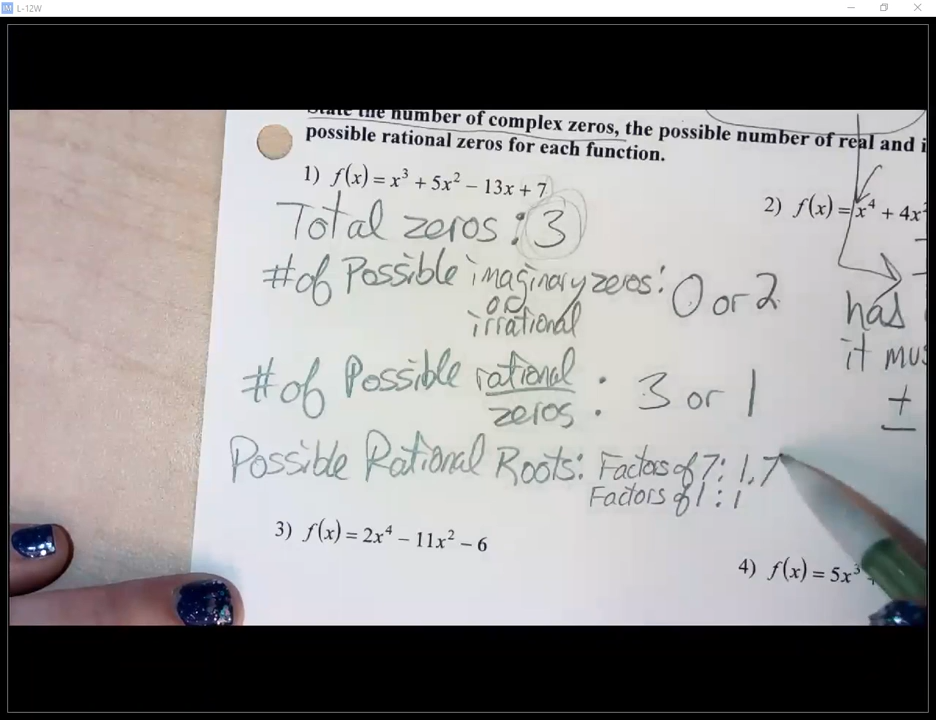 L-12W
State the number of complex zeros, the possible number of real and i
possible rational zeros for each function.
1) f(x) = x³ + 5x² − 13x + 7
2) f(x) = x⁴ + 4x²
Total zeros : 3
# of Possible imaginary zeros: 0 or 2
or
irrational
has
it mus
+
# of Possible rational zeros : 3 or 1
Possible Rational Roots: Factors of 7: 1, 7
Factors of 1 : 1
3) f(x) = 2x⁴ − 11x² − 6
4) f(x) = 5x³